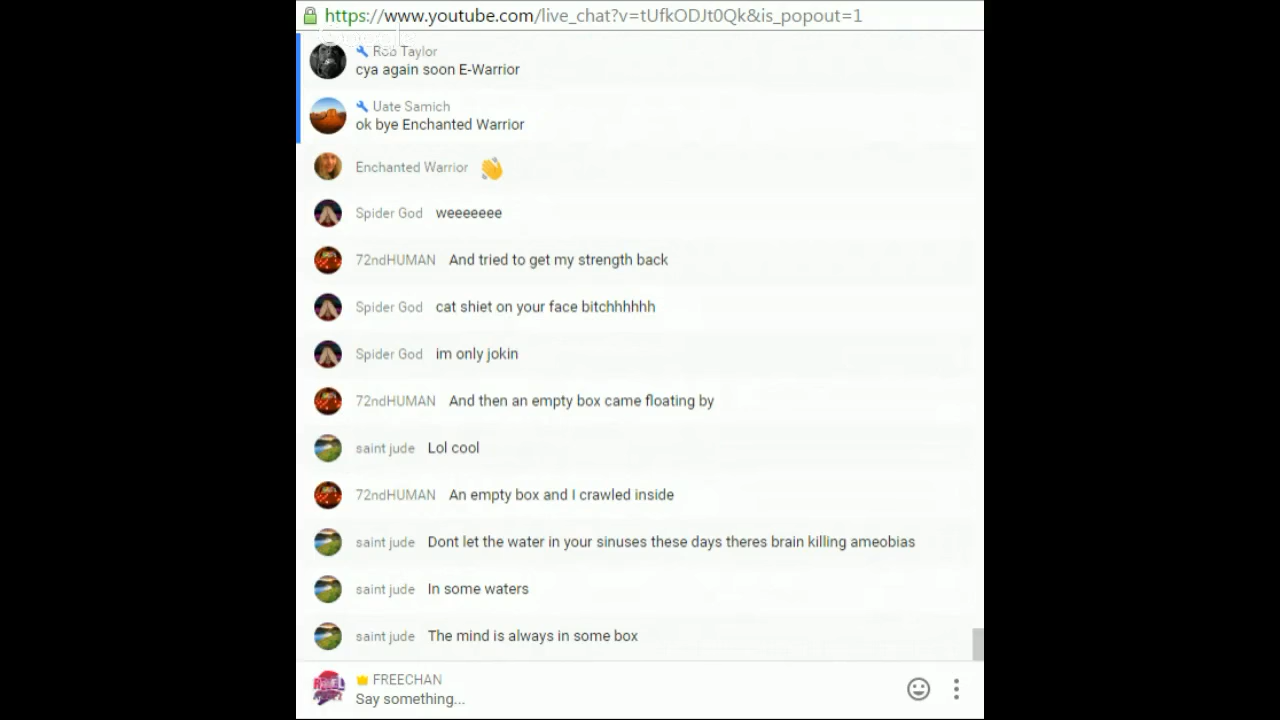 https://www.youtube.com/live_chat?v=tUfkODJt0Qk&is_popout=1
Rob Taylor
cya again soon E-Warrior
Uate Samich
ok bye Enchanted Warrior
Enchanted Warrior
Spider God weeeeeee
72ndHUMAN And tried to get my strength back
Spider God cat shiet on your face bitchhhhhh
Spider God im only jokin
72ndHUMAN And then an empty box came floating by
saint jude Lol cool
72ndHUMAN An empty box and I crawled inside
saint jude Dont let the water in your sinuses these days theres brain killing ameobias
saint jude In some waters
saint jude The mind is always in some box
FREECHAN
Say something...